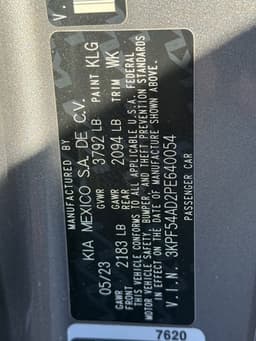 V.I
MANUFACTURED BY
KIA MEXICO S.A. DE C.V.
05/23 GVWR 3792 LB PAINT KLG
GAWR FRONT 2183 LB GAWR REAR 2094 LB TRIM WK
THIS VEHICLE CONFORMS TO ALL APPLICABLE U.S.A. FEDERAL
MOTOR VEHICLE SAFETY, BUMPER, AND THEFT PREVENTION STANDARDS
IN EFFECT ON THE DATE OF MANUFACTURE SHOWN ABOVE.
V.I.N. 3KPF54AD2PE640054
PASSENGER CAR
7620